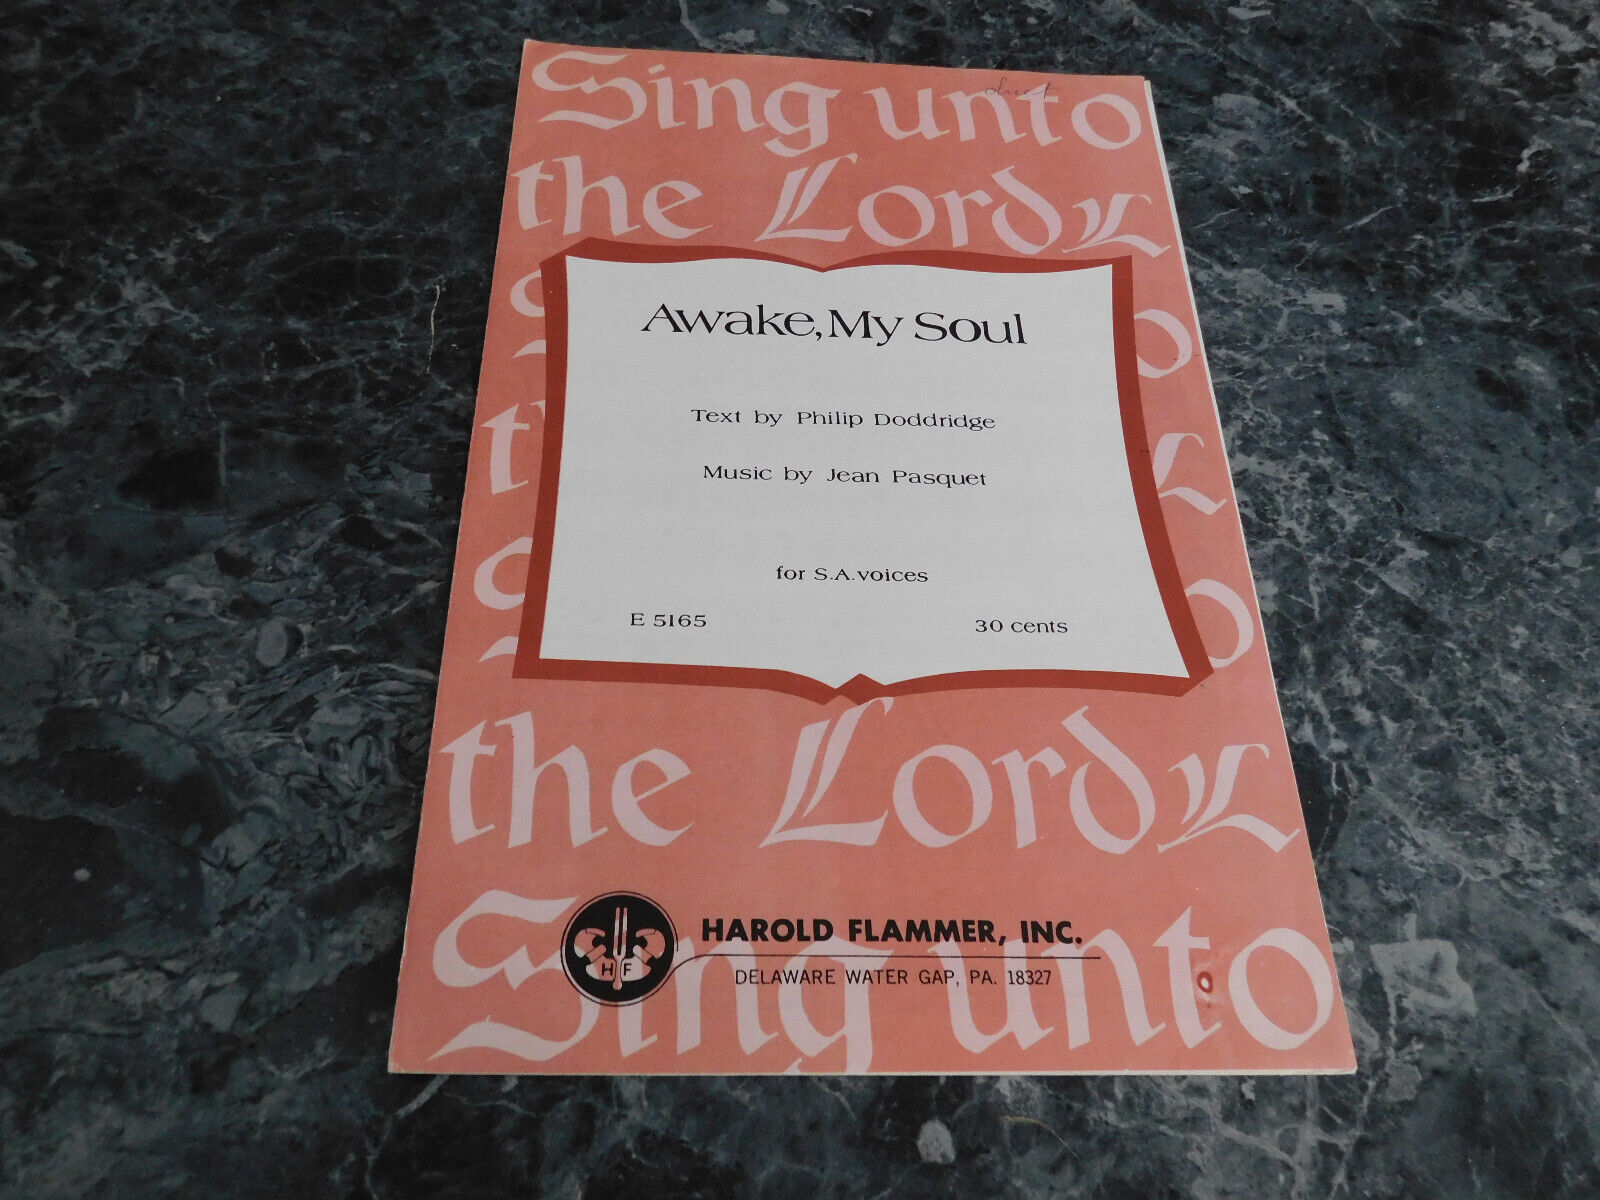 Sing unto
duet
the Lord
Awake, My Soul
Text by Philip Doddridge
Music by Jean Pasquet
for S.A. voices
E 5165
30 cents
the Lord
HF
HAROLD FLAMMER, INC.
DELAWARE WATER GAP, PA. 18327
Sing unto